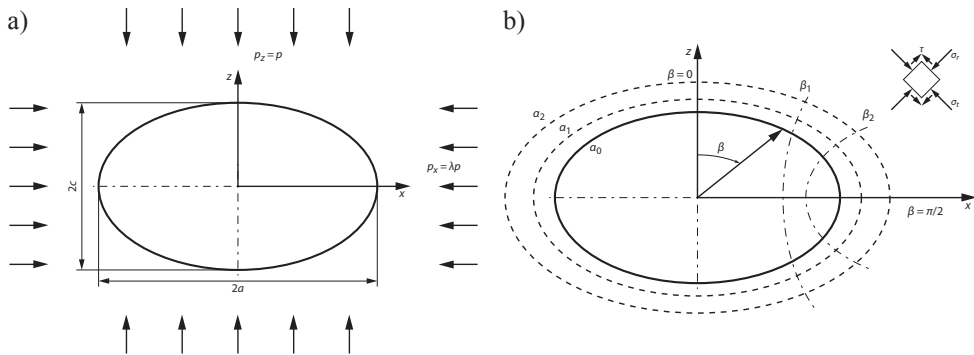 a)
p_z = p
z
2c
p_x = λp
x
2a
b)
z
β=0
τ
σ_r
σ_t
β_1
β_2
a_2
a_1
a_0
β
x
β=π/2